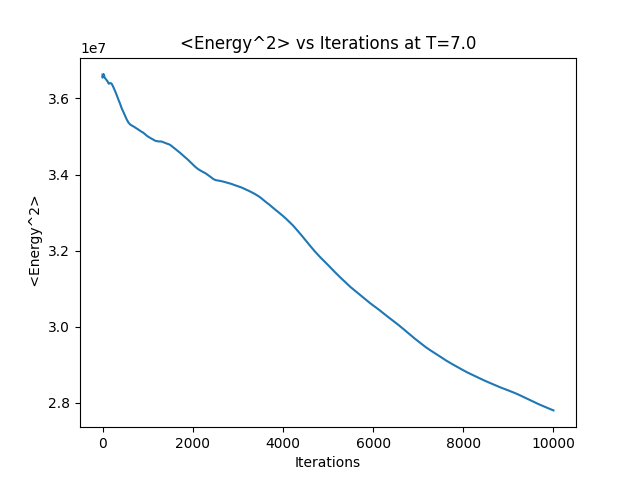 <Energy^2> vs Iterations at T=7.0
1e7
3.6
3.4
3.2
3.0
2.8
<Energy^2>
0 2000 4000 6000 8000 10000
Iterations